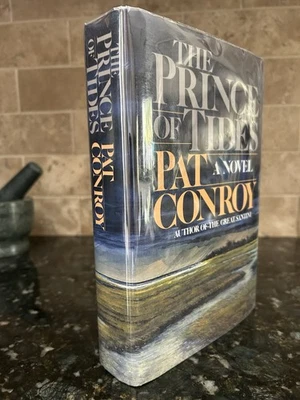 THE
PRINCE
OF TIDES
PAT
CONROY
THE
PRINCE
OF TIDES
PAT A NOVEL
CONROY
AUTHOR OF THE GREAT SANTINI